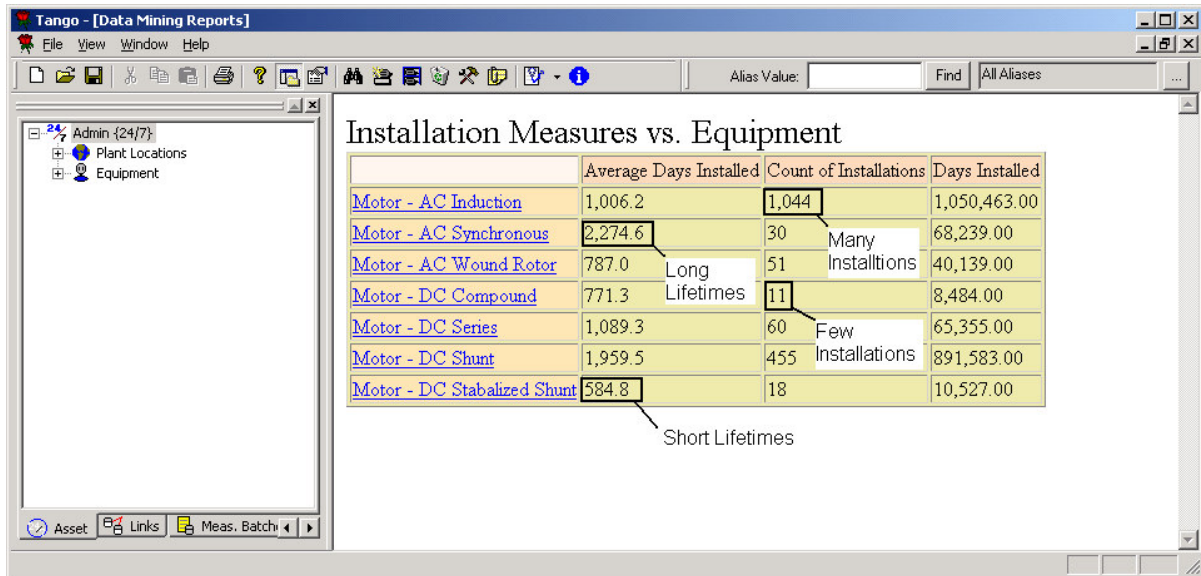 Tango - [Data Mining Reports]
File View Window Help
Alias Value: Find All Aliases ...
Admin {24/7}
Plant Locations
Equipment
Asset Links Meas. Batch
Installation Measures vs. Equipment
Average Days Installed Count of Installations Days Installed
Motor - AC Induction 1,006.2 1,044 1,050,463.00
Motor - AC Synchronous 2,274.6 30 68,239.00
Motor - AC Wound Rotor 787.0 51 40,139.00
Motor - DC Compound 771.3 11 8,484.00
Motor - DC Series 1,089.3 60 65,355.00
Motor - DC Shunt 1,959.5 455 891,583.00
Motor - DC Stabalized Shunt 584.8 18 10,527.00
Many
Installtions
Long
Lifetimes
Few
Installations
Short Lifetimes